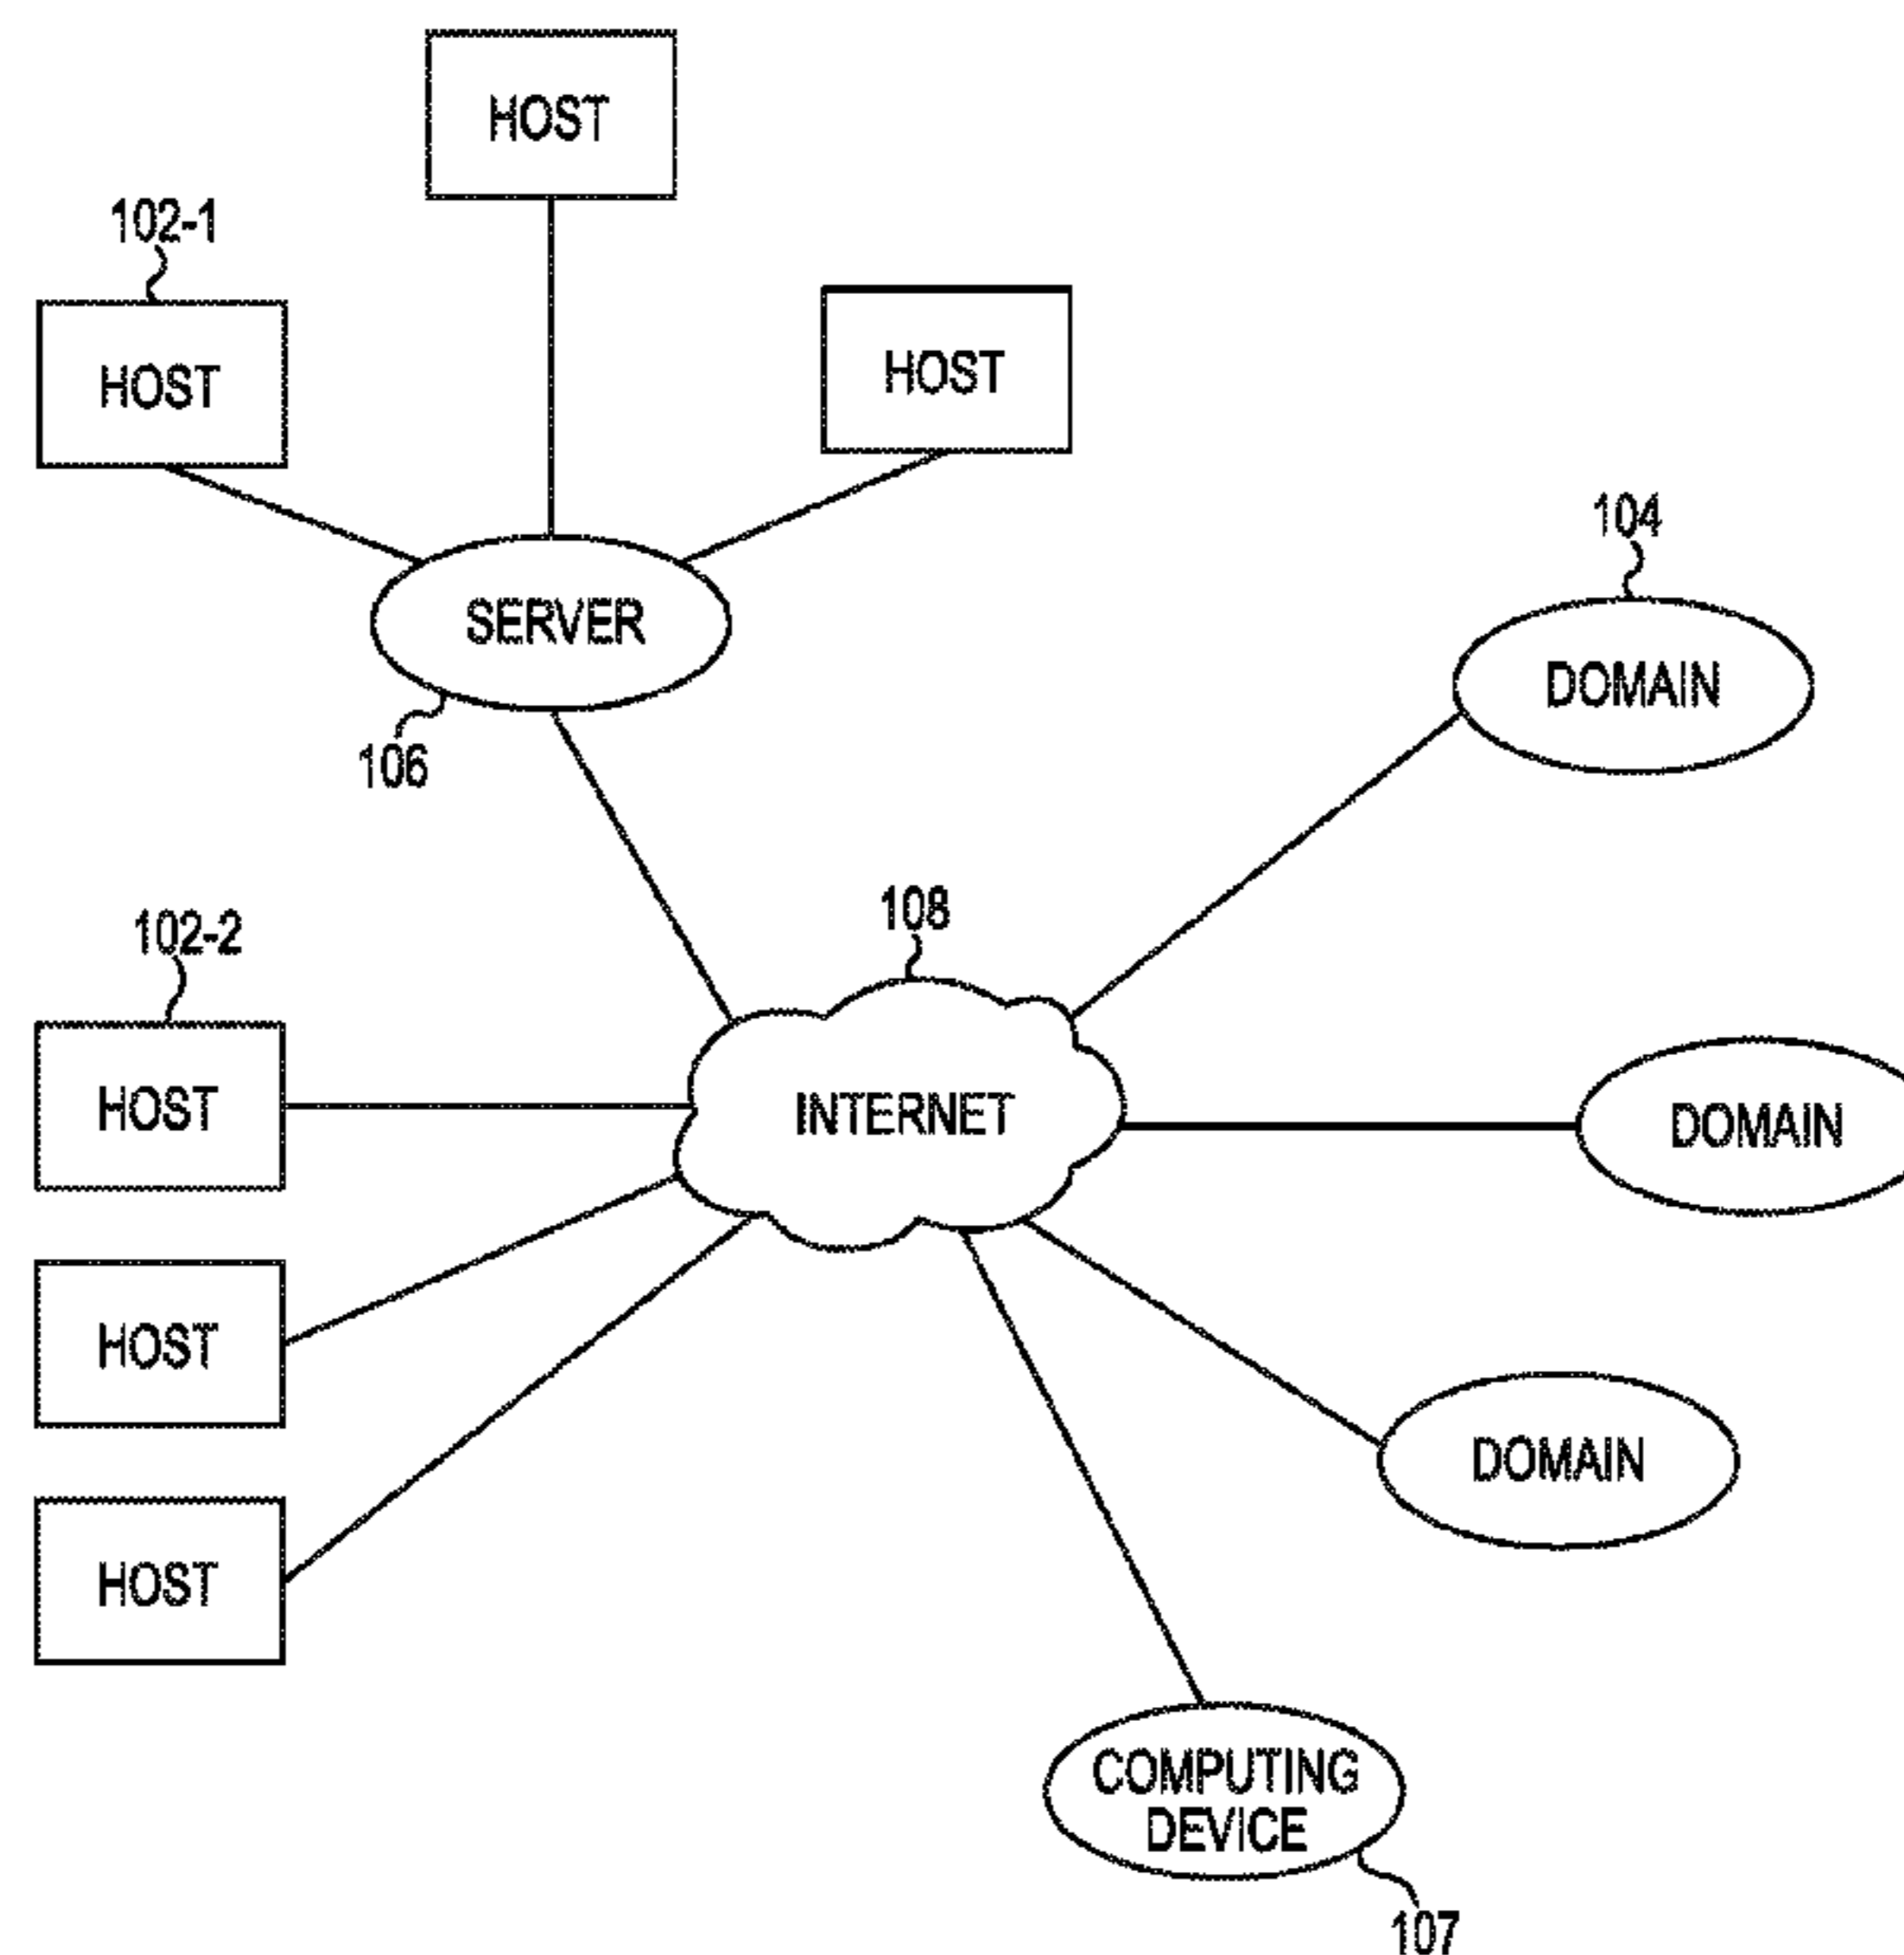 HOST
102-1
HOST
HOST
104
SERVER
DOMAIN
106
108
102-2
HOST
INTERNET
DOMAIN
HOST
DOMAIN
HOST
COMPUTING
DEVICE
107